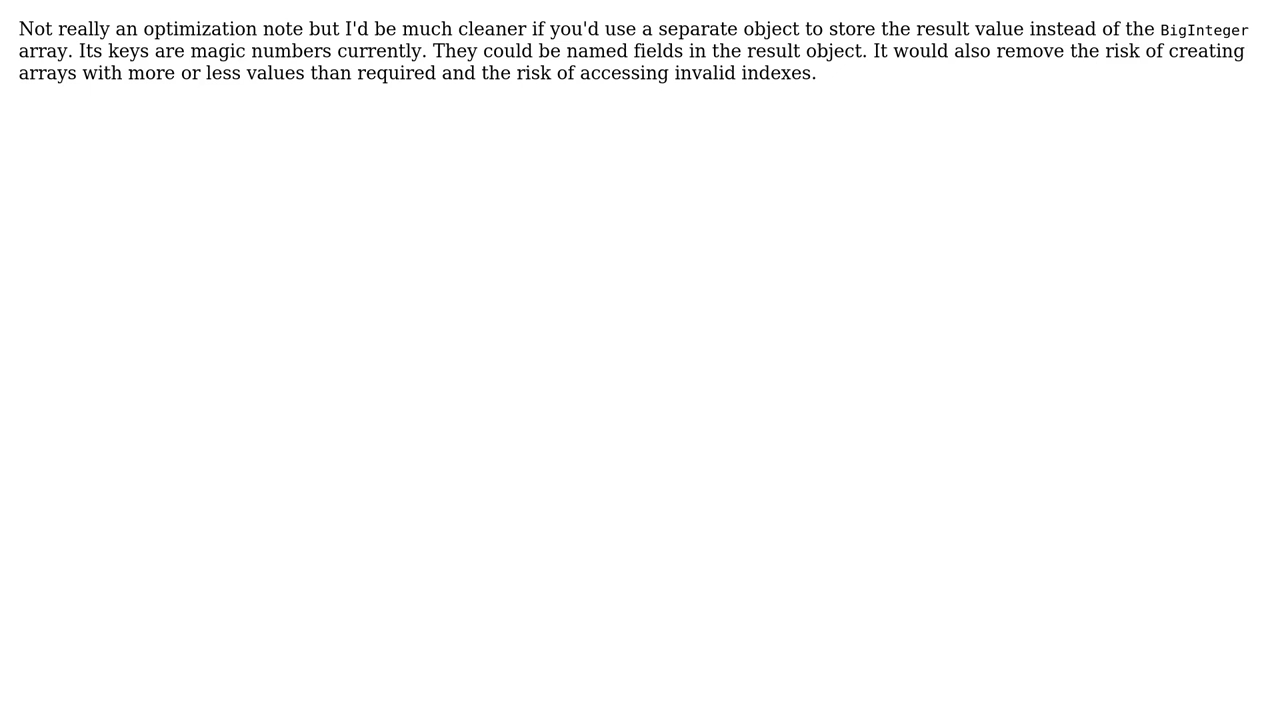 Not really an optimization note but I'd be much cleaner if you'd use a separate object to store the result value instead of the BigInteger
array. Its keys are magic numbers currently. They could be named fields in the result object. It would also remove the risk of creating
arrays with more or less values than required and the risk of accessing invalid indexes.